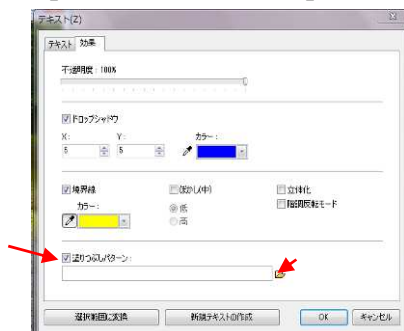 テキスト(Z)
テキスト 効果
不透明度 : 100%
ドロップシャドウ
X: Y: カラー :
5 5
境界線 ぼかし(中) 立体化
カラー : 低 階調反転モード
高
塗りつぶしパターン :
選択範囲に変換 新規テキストの作成 OK キャンセル